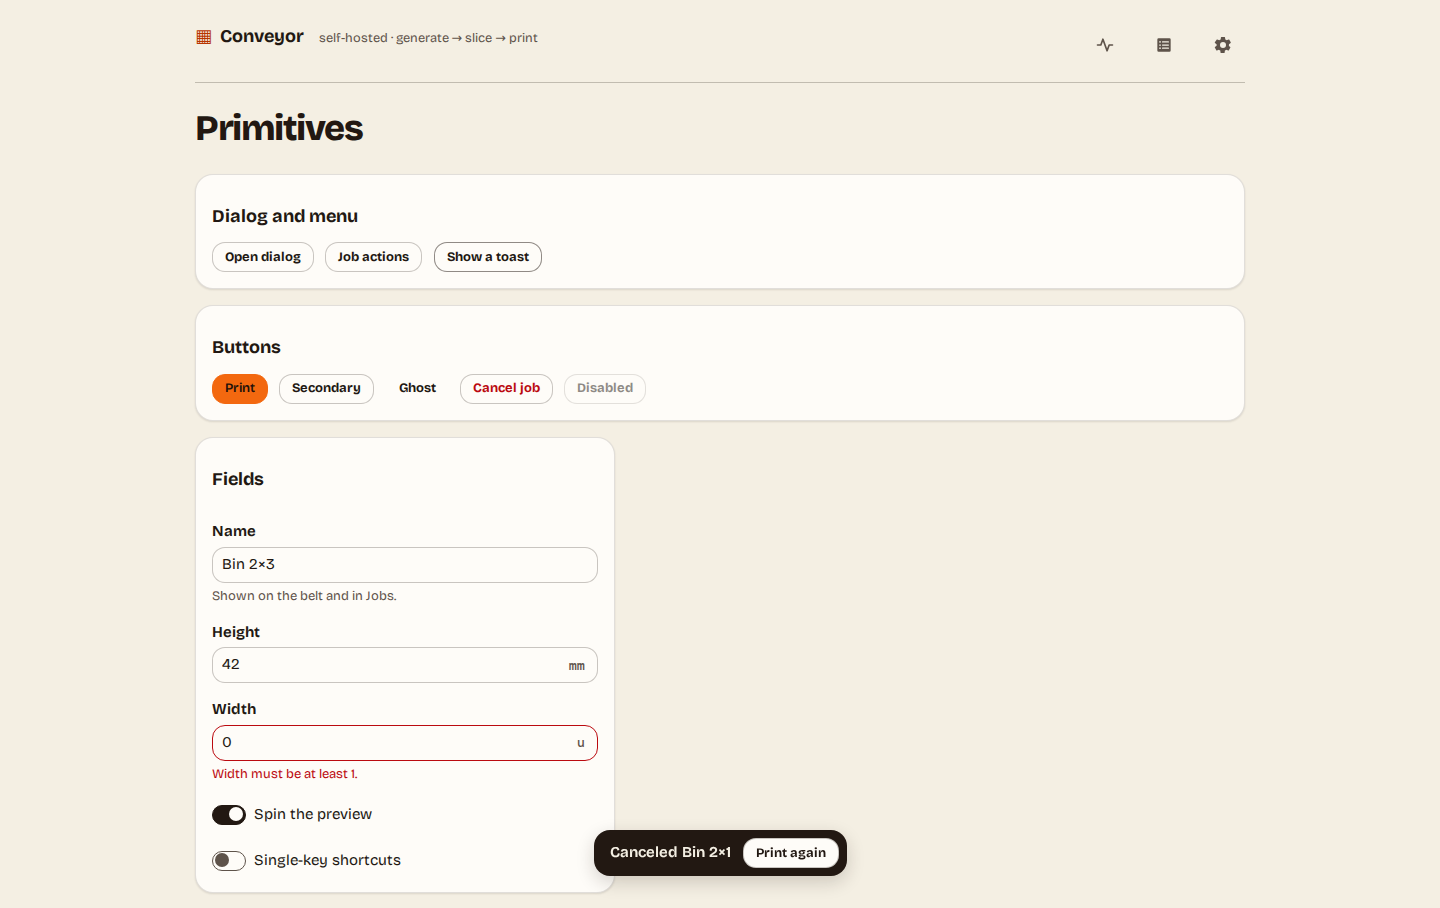 Conveyor self-hosted · generate → slice → print
Primitives
Dialog and menu
Open dialog Job actions Show a toast
Buttons
Print Secondary Ghost Cancel job Disabled
Fields
Name
Bin 2×3
Shown on the belt and in Jobs.
Height
42 mm
Width
0 u
Width must be at least 1.
Spin the preview
Single-key shortcuts
Canceled Bin 2×1 Print again